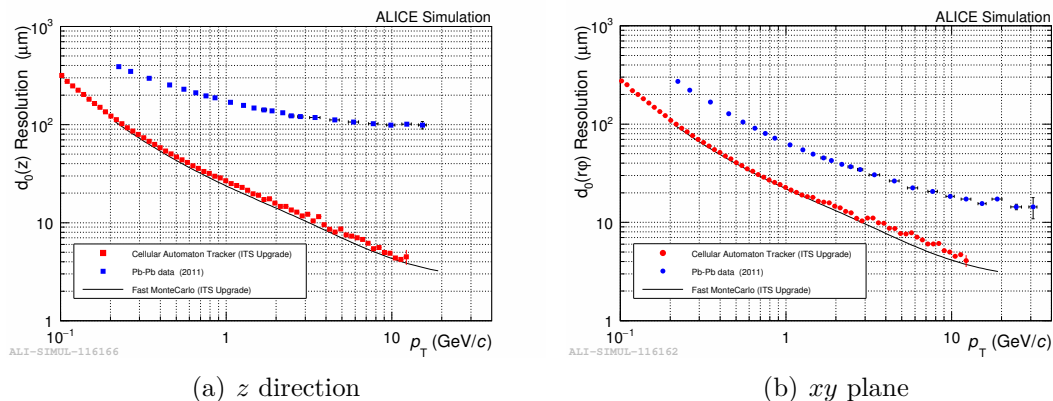 ALICE Simulation
d₀(z) Resolution (μm)
10³
10²
10
1
Cellular Automaton Tracker (ITS Upgrade)
Pb-Pb data (2011)
Fast MonteCarlo (ITS Upgrade)
10⁻¹ 1 10
p_T (GeV/c)
ALI-SIMUL-116166
(a) z direction
ALICE Simulation
d₀(rφ) Resolution (μm)
10³
10²
10
1
Cellular Automaton Tracker (ITS Upgrade)
Pb-Pb data (2011)
Fast MonteCarlo (ITS Upgrade)
10⁻¹ 1 10
p_T (GeV/c)
ALI-SIMUL-116162
(b) xy plane